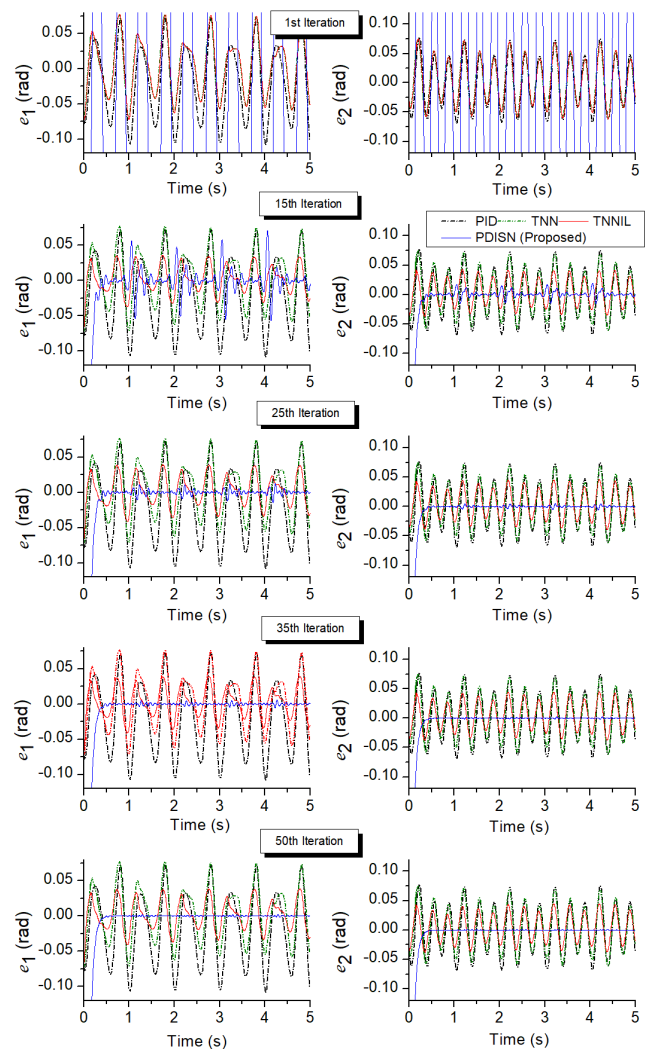 1st Iteration
e1 (rad)
0.05
0.00
-0.05
-0.10
0 1 2 3 4 5
Time (s)
e2 (rad)
0.10
0.05
0.00
-0.05
-0.10
0 1 2 3 4 5
Time (s)
15th Iteration
PID TNN TNNIL
PDISN (Proposed)
e1 (rad)
0.05
0.00
-0.05
-0.10
0 1 2 3 4 5
Time (s)
e2 (rad)
0.10
0.05
0.00
-0.05
-0.10
0 1 2 3 4 5
Time (s)
25th Iteration
e1 (rad)
0.05
0.00
-0.05
-0.10
0 1 2 3 4 5
Time (s)
e2 (rad)
0.10
0.05
0.00
-0.05
-0.10
0 1 2 3 4 5
Time (s)
35th Iteration
e1 (rad)
0.05
0.00
-0.05
-0.10
0 1 2 3 4 5
Time (s)
e2 (rad)
0.10
0.05
0.00
-0.05
-0.10
0 1 2 3 4 5
Time (s)
50th Iteration
e1 (rad)
0.05
0.00
-0.05
-0.10
0 1 2 3 4 5
Time (s)
e2 (rad)
0.10
0.05
0.00
-0.05
-0.10
0 1 2 3 4 5
Time (s)